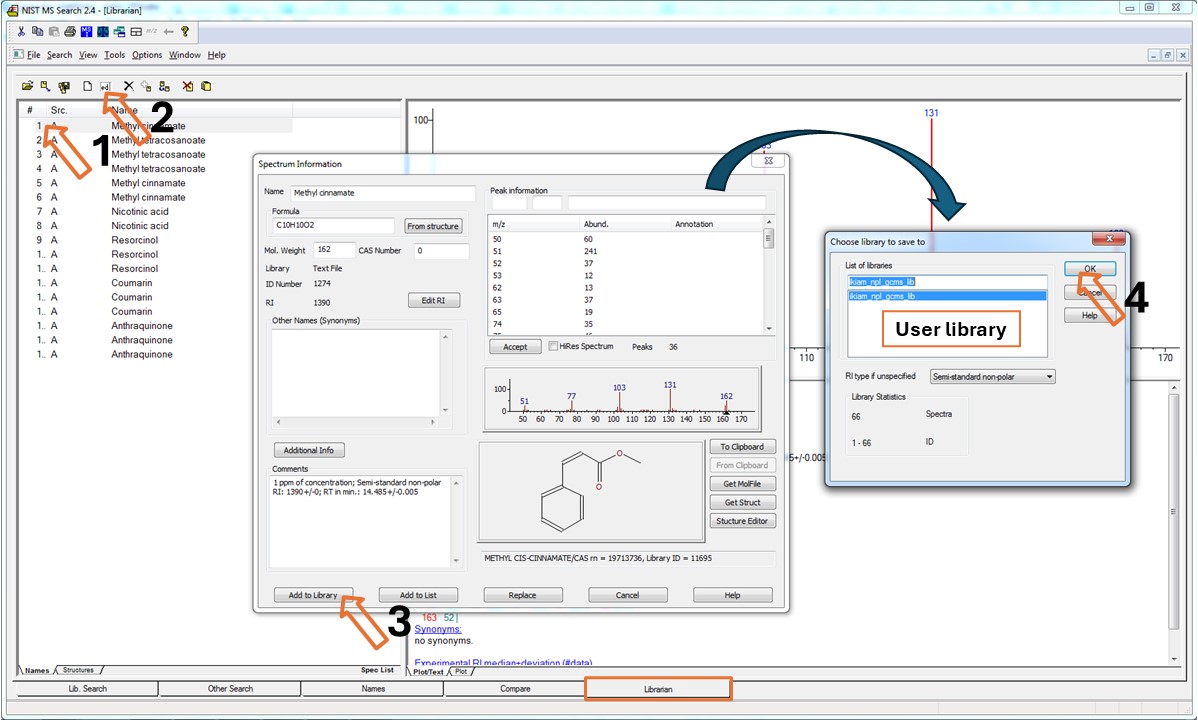 NIST MS Search 2.4 - [Librarian]
File Search View Tools Options Window Help
# Src. Name
1 A Methyl cinnamate
2 A Methyl tetracosanoate
3 A Methyl tetracosanoate
4 A Methyl tetracosanoate
5 A Methyl cinnamate
6 A Methyl cinnamate
7 A Nicotinic acid
8 A Nicotinic acid
9 A Resorcinol
1.. A Resorcinol
1.. A Resorcinol
1.. A Coumarin
1.. A Coumarin
1.. A Coumarin
1.. A Anthraquinone
1.. A Anthraquinone
1.. A Anthraquinone
1
2
Names Structures Spec List
Spectrum Information
Name Methyl cinnamate
Formula
C10H10O2 From structure
Mol. Weight 162 CAS Number 0
Library Text File
ID Number 1274
RI 1390 Edit RI
Other Names (Synonyms)
Additional Info
Comments
1 ppm of concentration; Semi-standard non-polar
RI: 1390+/-0; RT in min.: 14.485+/-0.005
Peak information
m/z Abund. Annotation
50 60
51 241
52 37
53 12
62 13
63 37
65 19
74 35
Accept HiRes Spectrum Peaks 36
100
0
51 77 103 131 162
50 60 70 80 90 100 110 120 130 140 150 160 170
O
O
To Clipboard
From Clipboard
Get MolFile
Get Struct
Stucture Editor
METHYL CIS-CINNAMATE/CAS rn = 19713736, Library ID = 11695
Add to Library Add to List Replace Cancel Help
3
100
131
110 170
5+/-0.005
Choose library to save to
List of libraries
ikiam_npl_gcms_lib
ikiam_npl_gcms_lib
User library
OK
Cancel
Help
4
RI type if unspecified Semi-standard non-polar
Library Statistics
66 Spectra
1 - 66 ID
163 52|
Synonyms:
no synonyms.
Experimental RI median+deviation (#data)
Plot/Text Plot
Lib. Search Other Search Names Compare Librarian